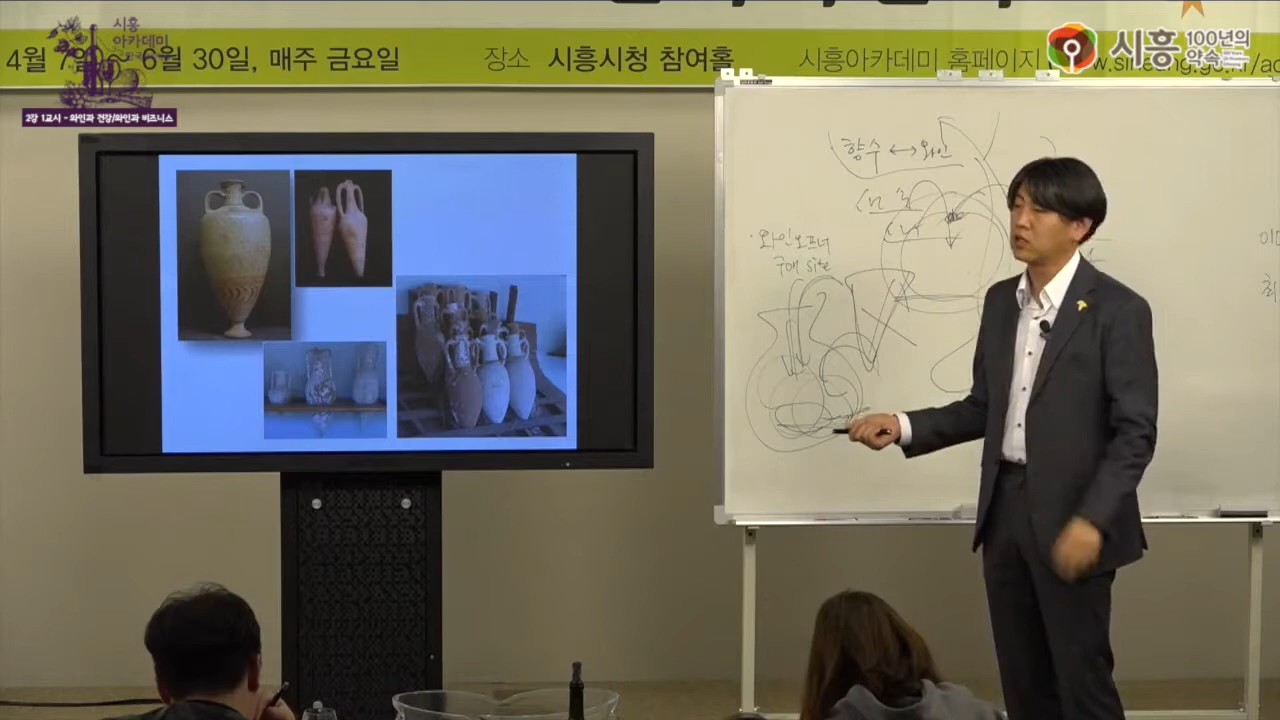 시흥
아카데미
4월 7일 ~ 6월 30일, 매주 금요일
장소 시흥시청 참여홀
시흥아카데미 홈페이지
시흥 100년의
약속
2강 1교시 - 와인과 건강/와인과 비즈니스
향수 ↔ 와인
· 와인오프너
구매 site